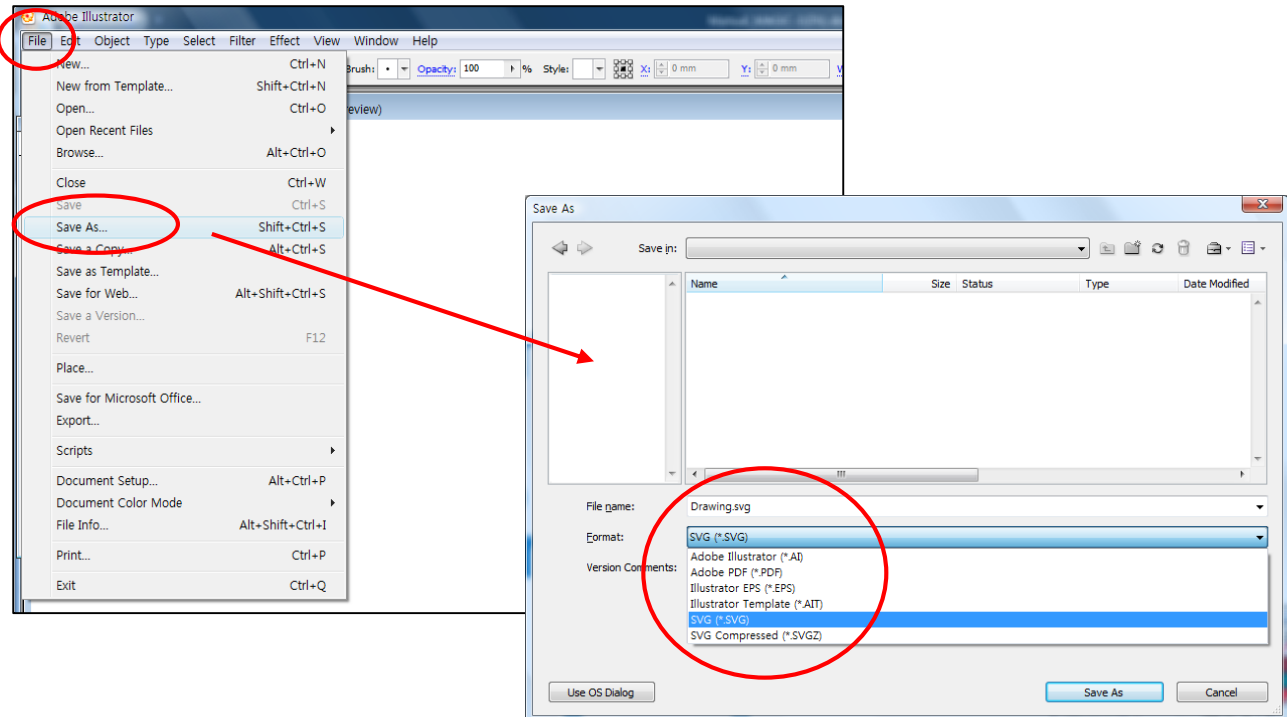 Adobe Illustrator
File Edit Object Type Select Filter Effect View Window Help
Brush: Opacity: 100 % Style: X: 0 mm Y: 0 mm
eview)
New... Ctrl+N
New from Template... Shift+Ctrl+N
Open... Ctrl+O
Open Recent Files
Browse... Alt+Ctrl+O
Close Ctrl+W
Save Ctrl+S
Save As... Shift+Ctrl+S
Save a Copy... Alt+Ctrl+S
Save as Template...
Save for Web... Alt+Shift+Ctrl+S
Save a Version...
Revert F12
Place...
Save for Microsoft Office...
Export...
Scripts
Document Setup... Alt+Ctrl+P
Document Color Mode
File Info... Alt+Shift+Ctrl+I
Print... Ctrl+P
Exit Ctrl+Q
Save As
Save in:
Name Size Status Type Date Modified
File name: Drawing.svg
Format: SVG (*.SVG)
Version Comments:
Adobe Illustrator (*.AI)
Adobe PDF (*.PDF)
Illustrator EPS (*.EPS)
Illustrator Template (*.AIT)
SVG (*.SVG)
SVG Compressed (*.SVGZ)
Use OS Dialog Save As Cancel